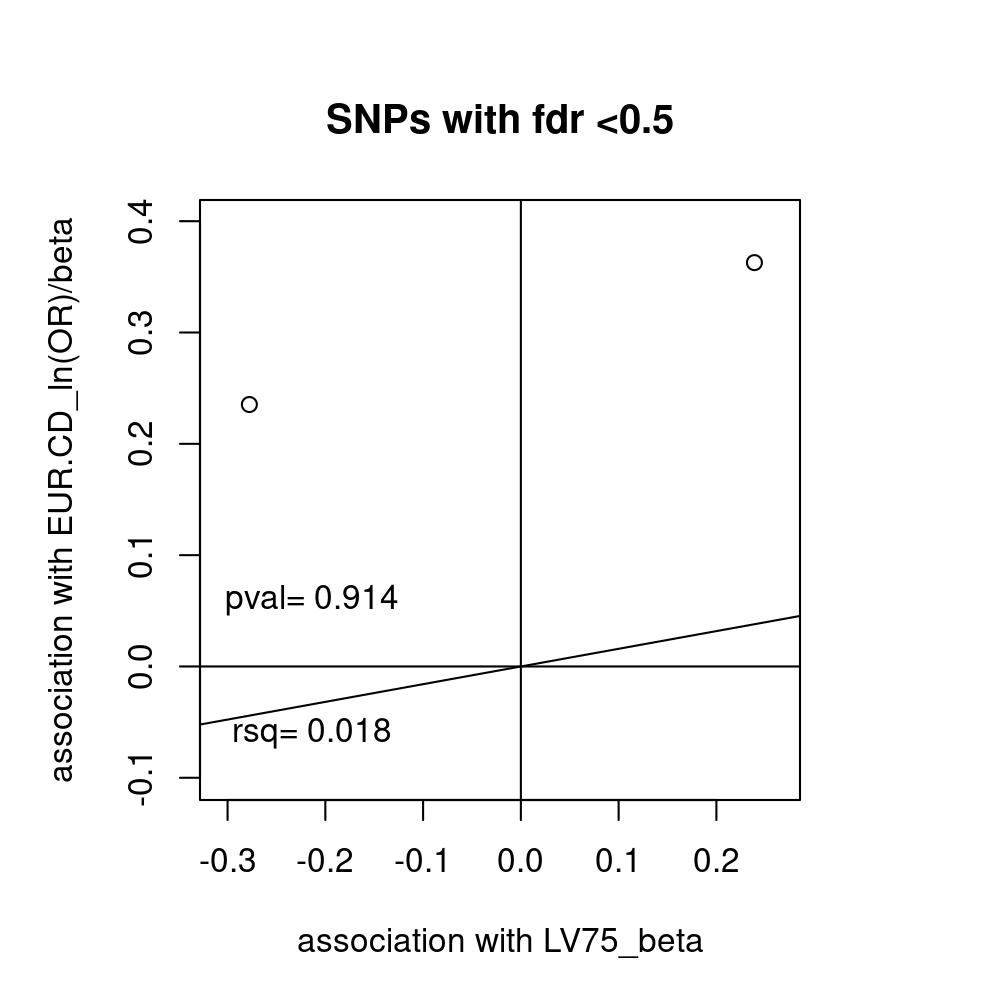 SNPs with fdr <0.5
association with EUR.CD_ln(OR)/beta
0.4
0.3
0.2
0.1
0.0
-0.1
pval= 0.914
rsq= 0.018
-0.3 -0.2 -0.1 0.0 0.1 0.2
association with LV75_beta